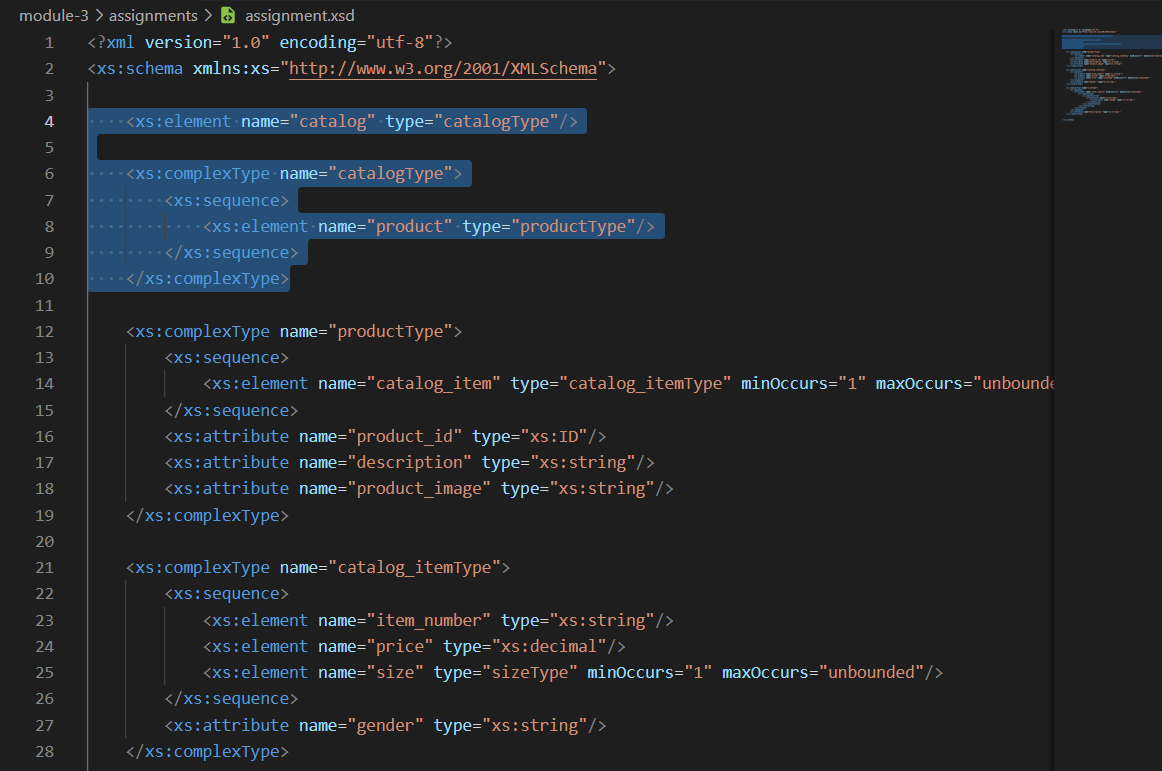 module-3 > assignments > assignment.xsd
1 <?xml version="1.0" encoding="utf-8"?>
2 <xs:schema xmlns:xs="http://www.w3.org/2001/XMLSchema">
3
4     <xs:element name="catalog" type="catalogType"/>
5
6     <xs:complexType name="catalogType">
7         <xs:sequence>
8             <xs:element name="product" type="productType"/>
9         </xs:sequence>
10     </xs:complexType>
11
12     <xs:complexType name="productType">
13         <xs:sequence>
14             <xs:element name="catalog_item" type="catalog_itemType" minOccurs="1" maxOccurs="unbounde
15         </xs:sequence>
16         <xs:attribute name="product_id" type="xs:ID"/>
17         <xs:attribute name="description" type="xs:string"/>
18         <xs:attribute name="product_image" type="xs:string"/>
19     </xs:complexType>
20
21     <xs:complexType name="catalog_itemType">
22         <xs:sequence>
23             <xs:element name="item_number" type="xs:string"/>
24             <xs:element name="price" type="xs:decimal"/>
25             <xs:element name="size" type="sizeType" minOccurs="1" maxOccurs="unbounded"/>
26         </xs:sequence>
27         <xs:attribute name="gender" type="xs:string"/>
28     </xs:complexType>